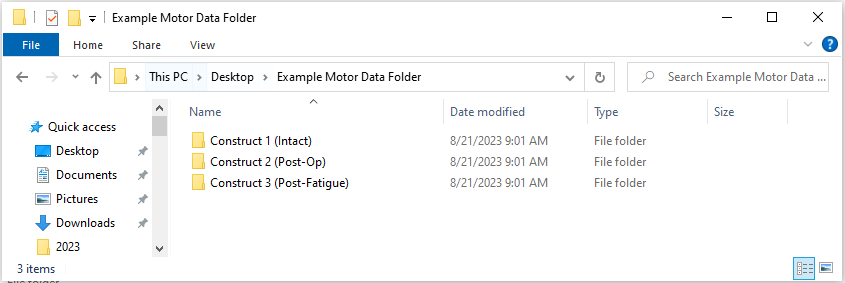 Example Motor Data Folder
File Home Share View
This PC Desktop Example Motor Data Folder Search Example Motor Data ...
Name Date modified Type Size
Quick access
Desktop
Documents
Pictures
Downloads
2023
Construct 1 (Intact) 8/21/2023 9:01 AM File folder
Construct 2 (Post-Op) 8/21/2023 9:01 AM File folder
Construct 3 (Post-Fatigue) 8/21/2023 9:01 AM File folder
3 items